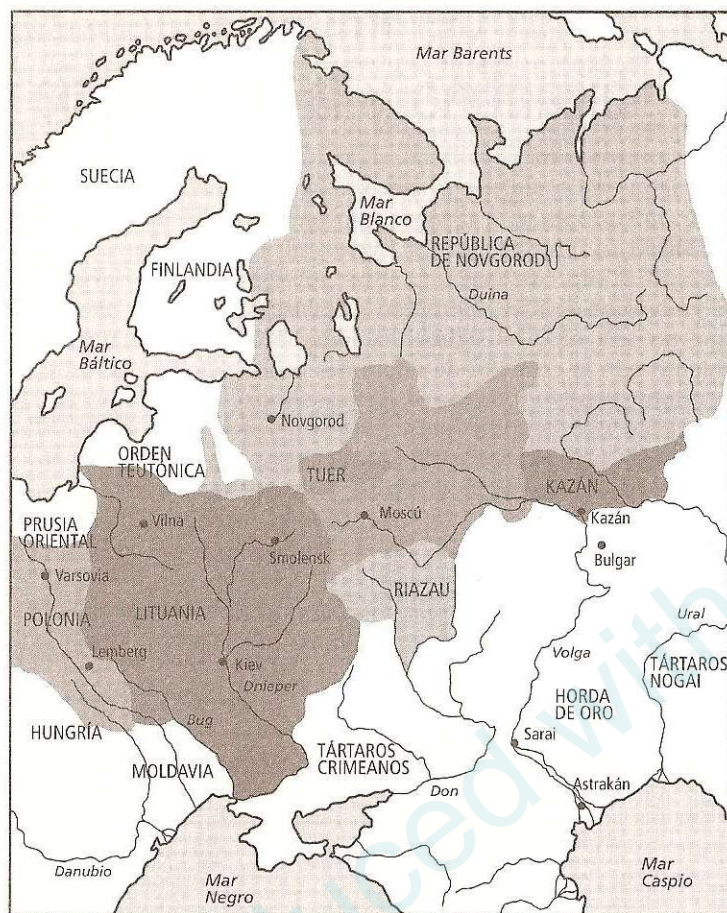 Mar Barents
SUECIA
Mar
Blanco
REPÚBLICA
DE NOVGOROD
FINLANDIA
Duina
Mar
Báltico
Novgorod
ORDEN
TEUTÓNICA
TUER
KAZÁN
Vilna
Moscú
Kazán
PRUSIA
ORIENTAL
Smolensk
Bulgar
Varsovia
RIAZAU
POLONIA
LITUANIA
Ural
Lemberg
Kiev
Volga
TÁRTAROS
NOGAI
Dnieper
HORDA
DE ORO
Bug
HUNGRÍA
Sarai
MOLDAVIA
TÁRTAROS
CRIMEANOS
Astrakán
Don
Danubio
Mar
Negro
Mar
Caspio
uced with